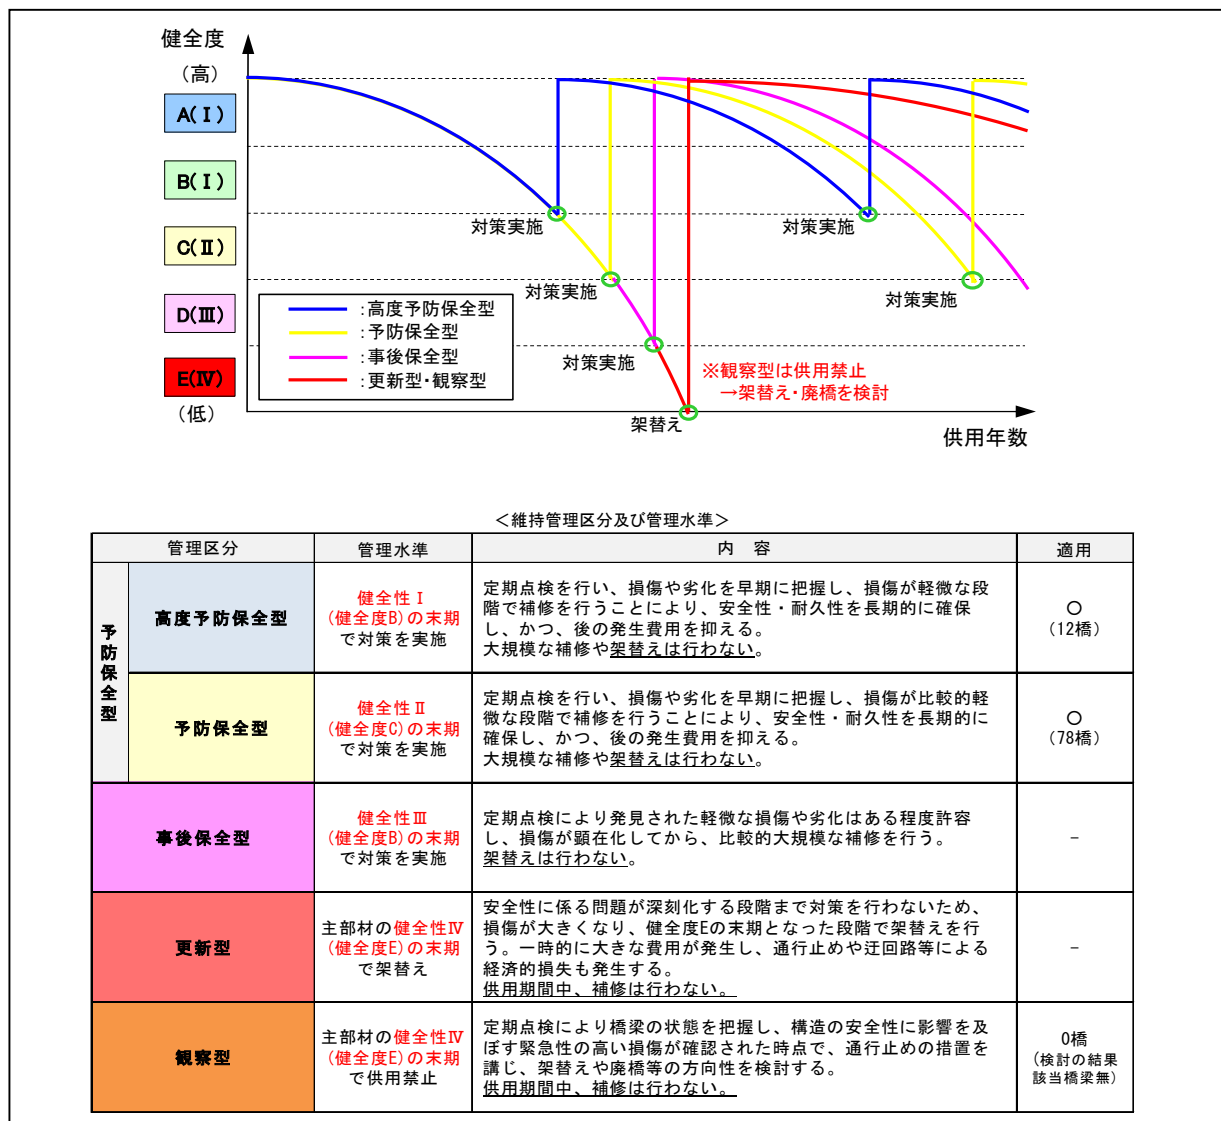 健全度
（高）
A(Ⅰ)
B(Ⅰ)
C(Ⅱ)
D(Ⅲ)
E(Ⅳ)
（低）
対策実施
対策実施
対策実施
対策実施
対策実施
架替え
：高度予防保全型
：予防保全型
：事後保全型
：更新型・観察型
※観察型は供用禁止
→架替え・廃橋を検討
供用年数
＜維持管理区分及び管理水準＞
管理区分 管理水準 内　容 適用
予防保全型
高度予防保全型
健全性Ⅰ
(健全度B)の末期
で対策を実施
定期点検を行い、損傷や劣化を早期に把握し、損傷が軽微な段
階で補修を行うことにより、安全性・耐久性を長期的に確保
し、かつ、後の発生費用を抑える。
大規模な補修や架替えは行わない。
○
（12橋）
予防保全型
健全性Ⅱ
(健全度C)の末期
で対策を実施
定期点検を行い、損傷や劣化を早期に把握し、損傷が比較的軽
微な段階で補修を行うことにより、安全性・耐久性を長期的に
確保し、かつ、後の発生費用を抑える。
大規模な補修や架替えは行わない。
○
（78橋）
事後保全型
健全性Ⅲ
(健全度B)の末期
で対策を実施
定期点検により発見された軽微な損傷や劣化はある程度許容
し、損傷が顕在化してから、比較的大規模な補修を行う。
架替えは行わない。
－
更新型
主部材の健全性Ⅳ
(健全度E)の末期
で架替え
安全性に係る問題が深刻化する段階まで対策を行わないため、
損傷が大きくなり、健全度Eの末期となった段階で架替えを行
う。一時的に大きな費用が発生し、通行止めや迂回路等による
経済的損失も発生する。
供用期間中、補修は行わない。
－
観察型
主部材の健全性Ⅳ
(健全度E)の末期
で供用禁止
定期点検により橋梁の状態を把握し、構造の安全性に影響を及
ぼす緊急性の高い損傷が確認された時点で、通行止めの措置を
講じ、架替えや廃橋等の方向性を検討する。
供用期間中、補修は行わない。
0橋
(検討の結果
該当橋梁無)